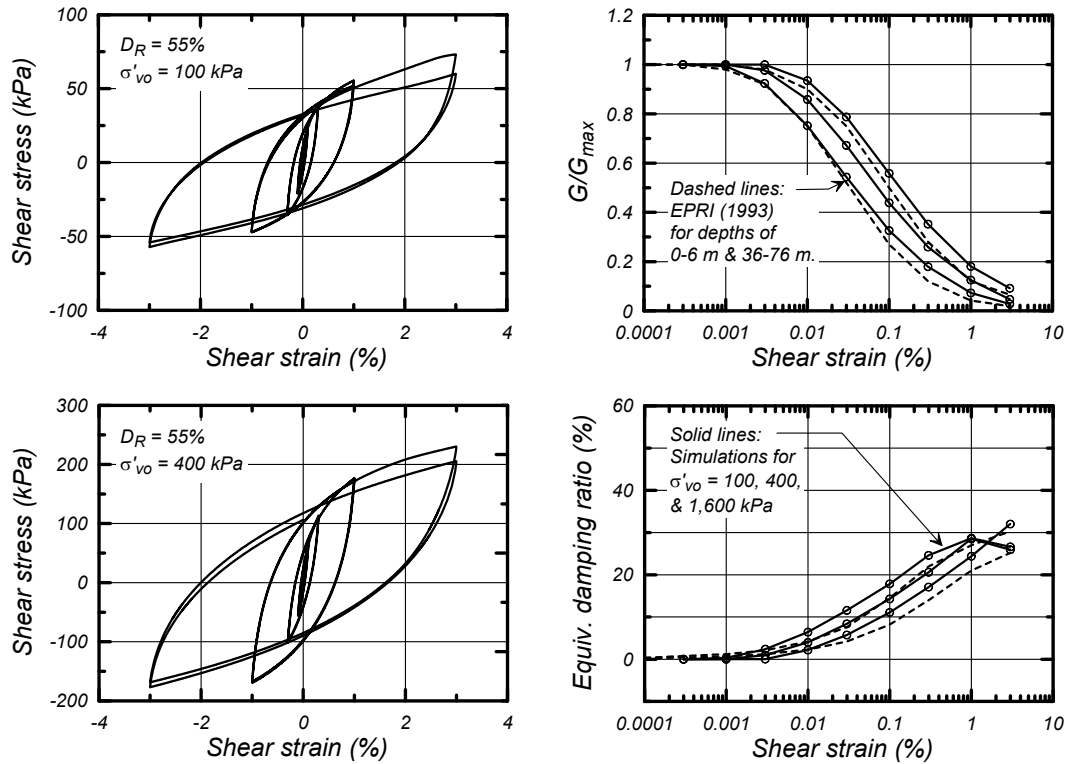 100
50
0
-50
-100
Shear stress (kPa)
D_R = 55%
σ'_vo = 100 kPa
-4
-2
0
2
4
Shear strain (%)
1.2
1
0.8
0.6
0.4
0.2
0
G/G_max
Dashed lines:
EPRI (1993)
for depths of
0-6 m & 36-76 m.
0.0001
0.001
0.01
0.1
1
10
Shear strain (%)
300
200
100
0
-100
-200
Shear stress (kPa)
D_R = 55%
σ'_vo = 400 kPa
-4
-2
0
2
4
Shear strain (%)
60
40
20
0
Equiv. damping ratio (%)
Solid lines:
Simulations for
σ'_vo = 100, 400,
& 1,600 kPa
0.0001
0.001
0.01
0.1
1
10
Shear strain (%)